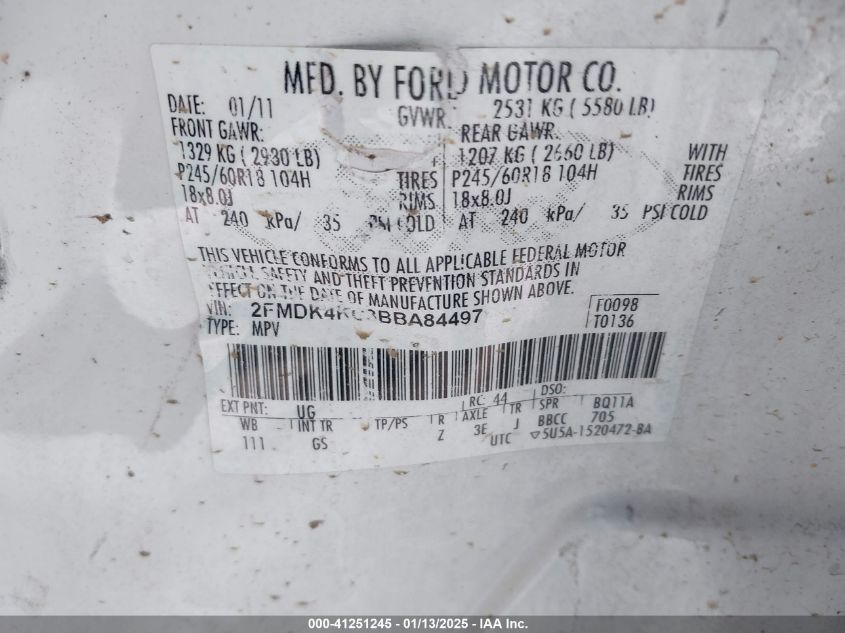 MFD. BY FORD MOTOR CO.
DATE: 01/11 GVWR: 2531 KG ( 5580 LB)
FRONT GAWR: REAR GAWR:
1329 KG ( 2930 LB) 1207 KG ( 2660 LB) WITH
P245/60R18 104H TIRES P245/60R18 104H TIRES
18x8.0J RIMS 18x8.0J RIMS
AT 240 kPa/ 35 PSI COLD AT 240 kPa/ 35 PSI COLD
THIS VEHICLE CONFORMS TO ALL APPLICABLE FEDERAL MOTOR
VEHICLE SAFETY AND THEFT PREVENTION STANDARDS IN
EFFECT ON THE DATE OF MANUFACTURE SHOWN ABOVE.
VIN: 2FMDK4KC3BBA84497 F0098
TYPE: MPV T0136
EXT PNT: UG RC: 44 DSO:
WB INT TR TP/PS R AXLE TR SPR BQ11A
111 GS Z 3E J BBCC 705
UTC ▽5U5A-1520472-BA
000-41251245 - 01/13/2025 - IAA Inc.